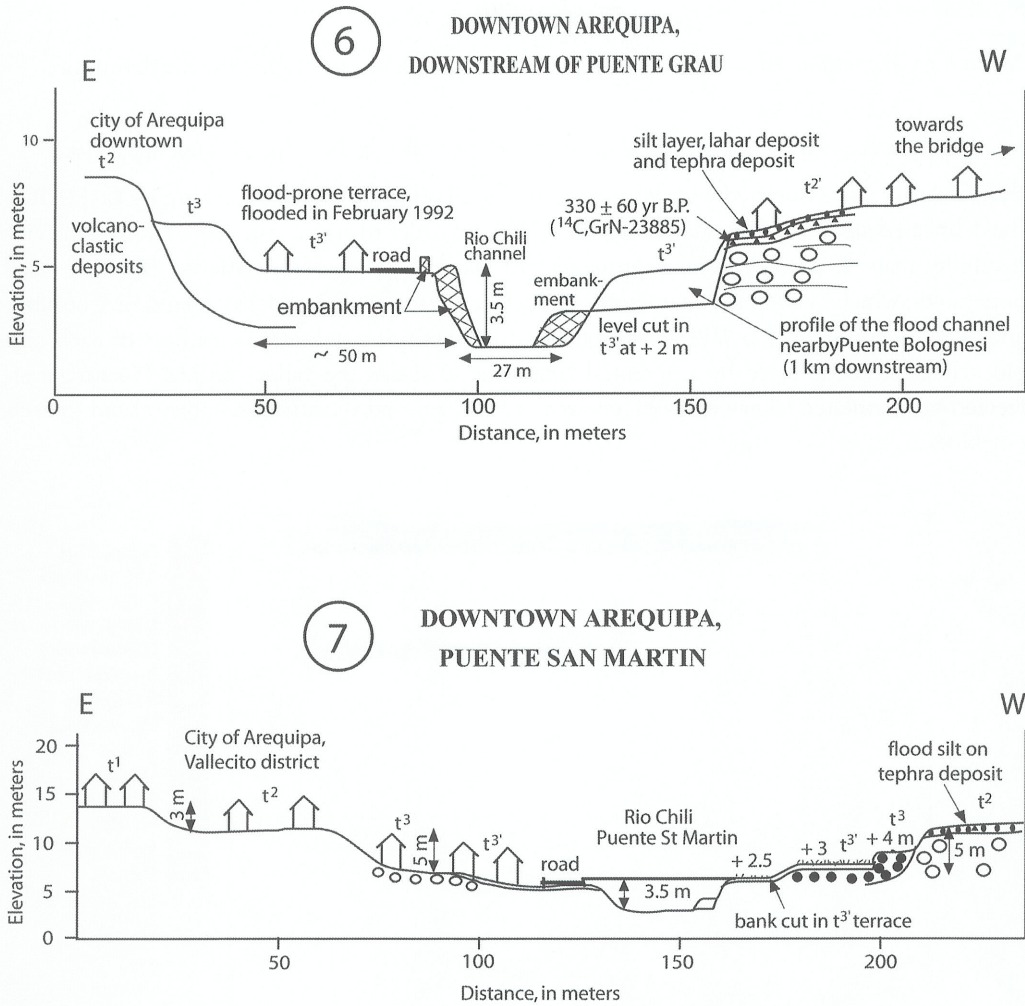 6
DOWNTOWN AREQUIPA,
DOWNSTREAM OF PUENTE GRAU
E
W
Elevation, in meters
10
5
city of Arequipa
downtown
t2
t3
volcano-
clastic
deposits
flood-prone terrace,
flooded in February 1992
t3'
road
embankment
~ 50 m
Rio Chili
channel
3.5 m
27 m
embank-
ment
level cut in
t3' at + 2 m
silt layer, lahar deposit
and tephra deposit
330 ± 60 yr B.P.
(14C,GrN-23885)
t3'
t2'
towards
the bridge
profile of the flood channel
nearbyPuente Bolognesi
(1 km downstream)
0
50
100
150
200
Distance, in meters
7
DOWNTOWN AREQUIPA,
PUENTE SAN MARTIN
E
W
Elevation, in meters
20
15
10
5
0
t1
3 m
City of Arequipa,
Vallecito district
t2
t3
5 m
t3'
road
Rio Chili
Puente St Martin
3.5 m
+ 2.5
+ 3
t3'
t3
+ 4 m
bank cut in t3' terrace
flood silt on
tephra deposit
t2
5 m
50
100
150
200
Distance, in meters